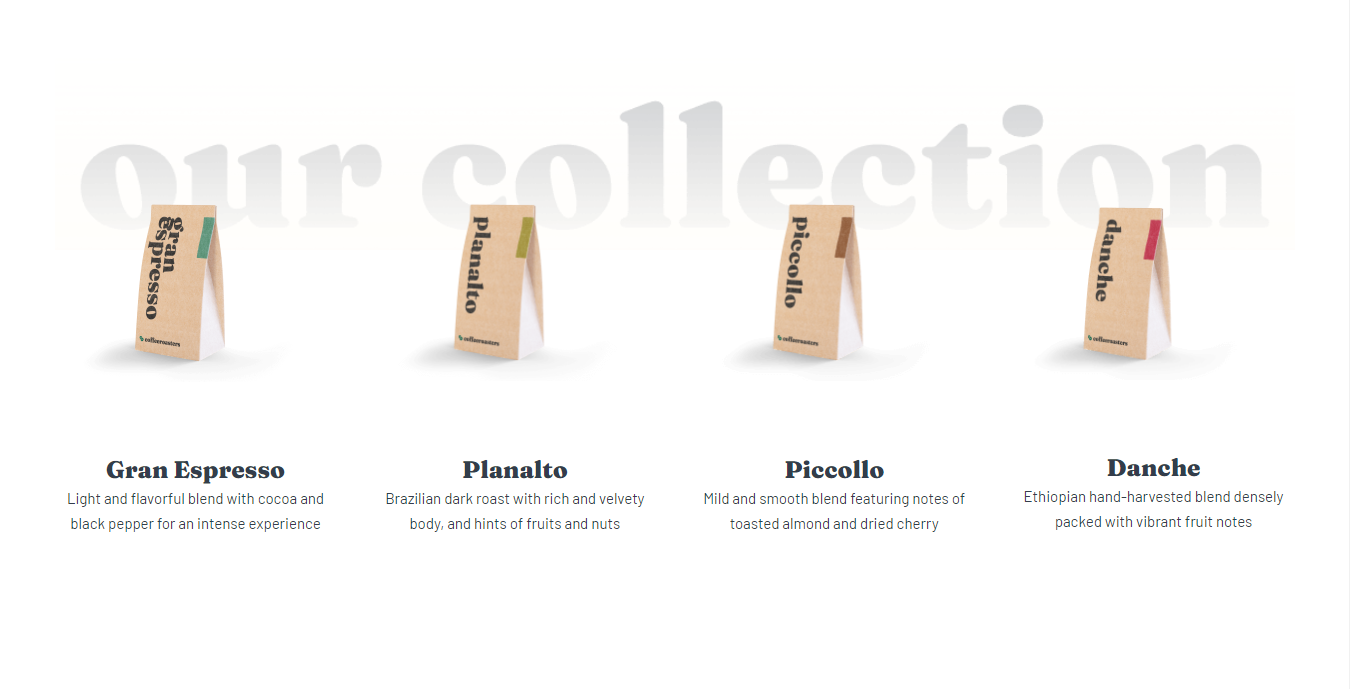 our collection
gran
espresso
coffeeroasters
planalto
coffeeroasters
piccollo
coffeeroasters
danche
coffeeroasters
Gran Espresso
Light and flavorful blend with cocoa and
black pepper for an intense experience
Planalto
Brazilian dark roast with rich and velvety
body, and hints of fruits and nuts
Piccollo
Mild and smooth blend featuring notes of
toasted almond and dried cherry
Danche
Ethiopian hand-harvested blend densely
packed with vibrant fruit notes